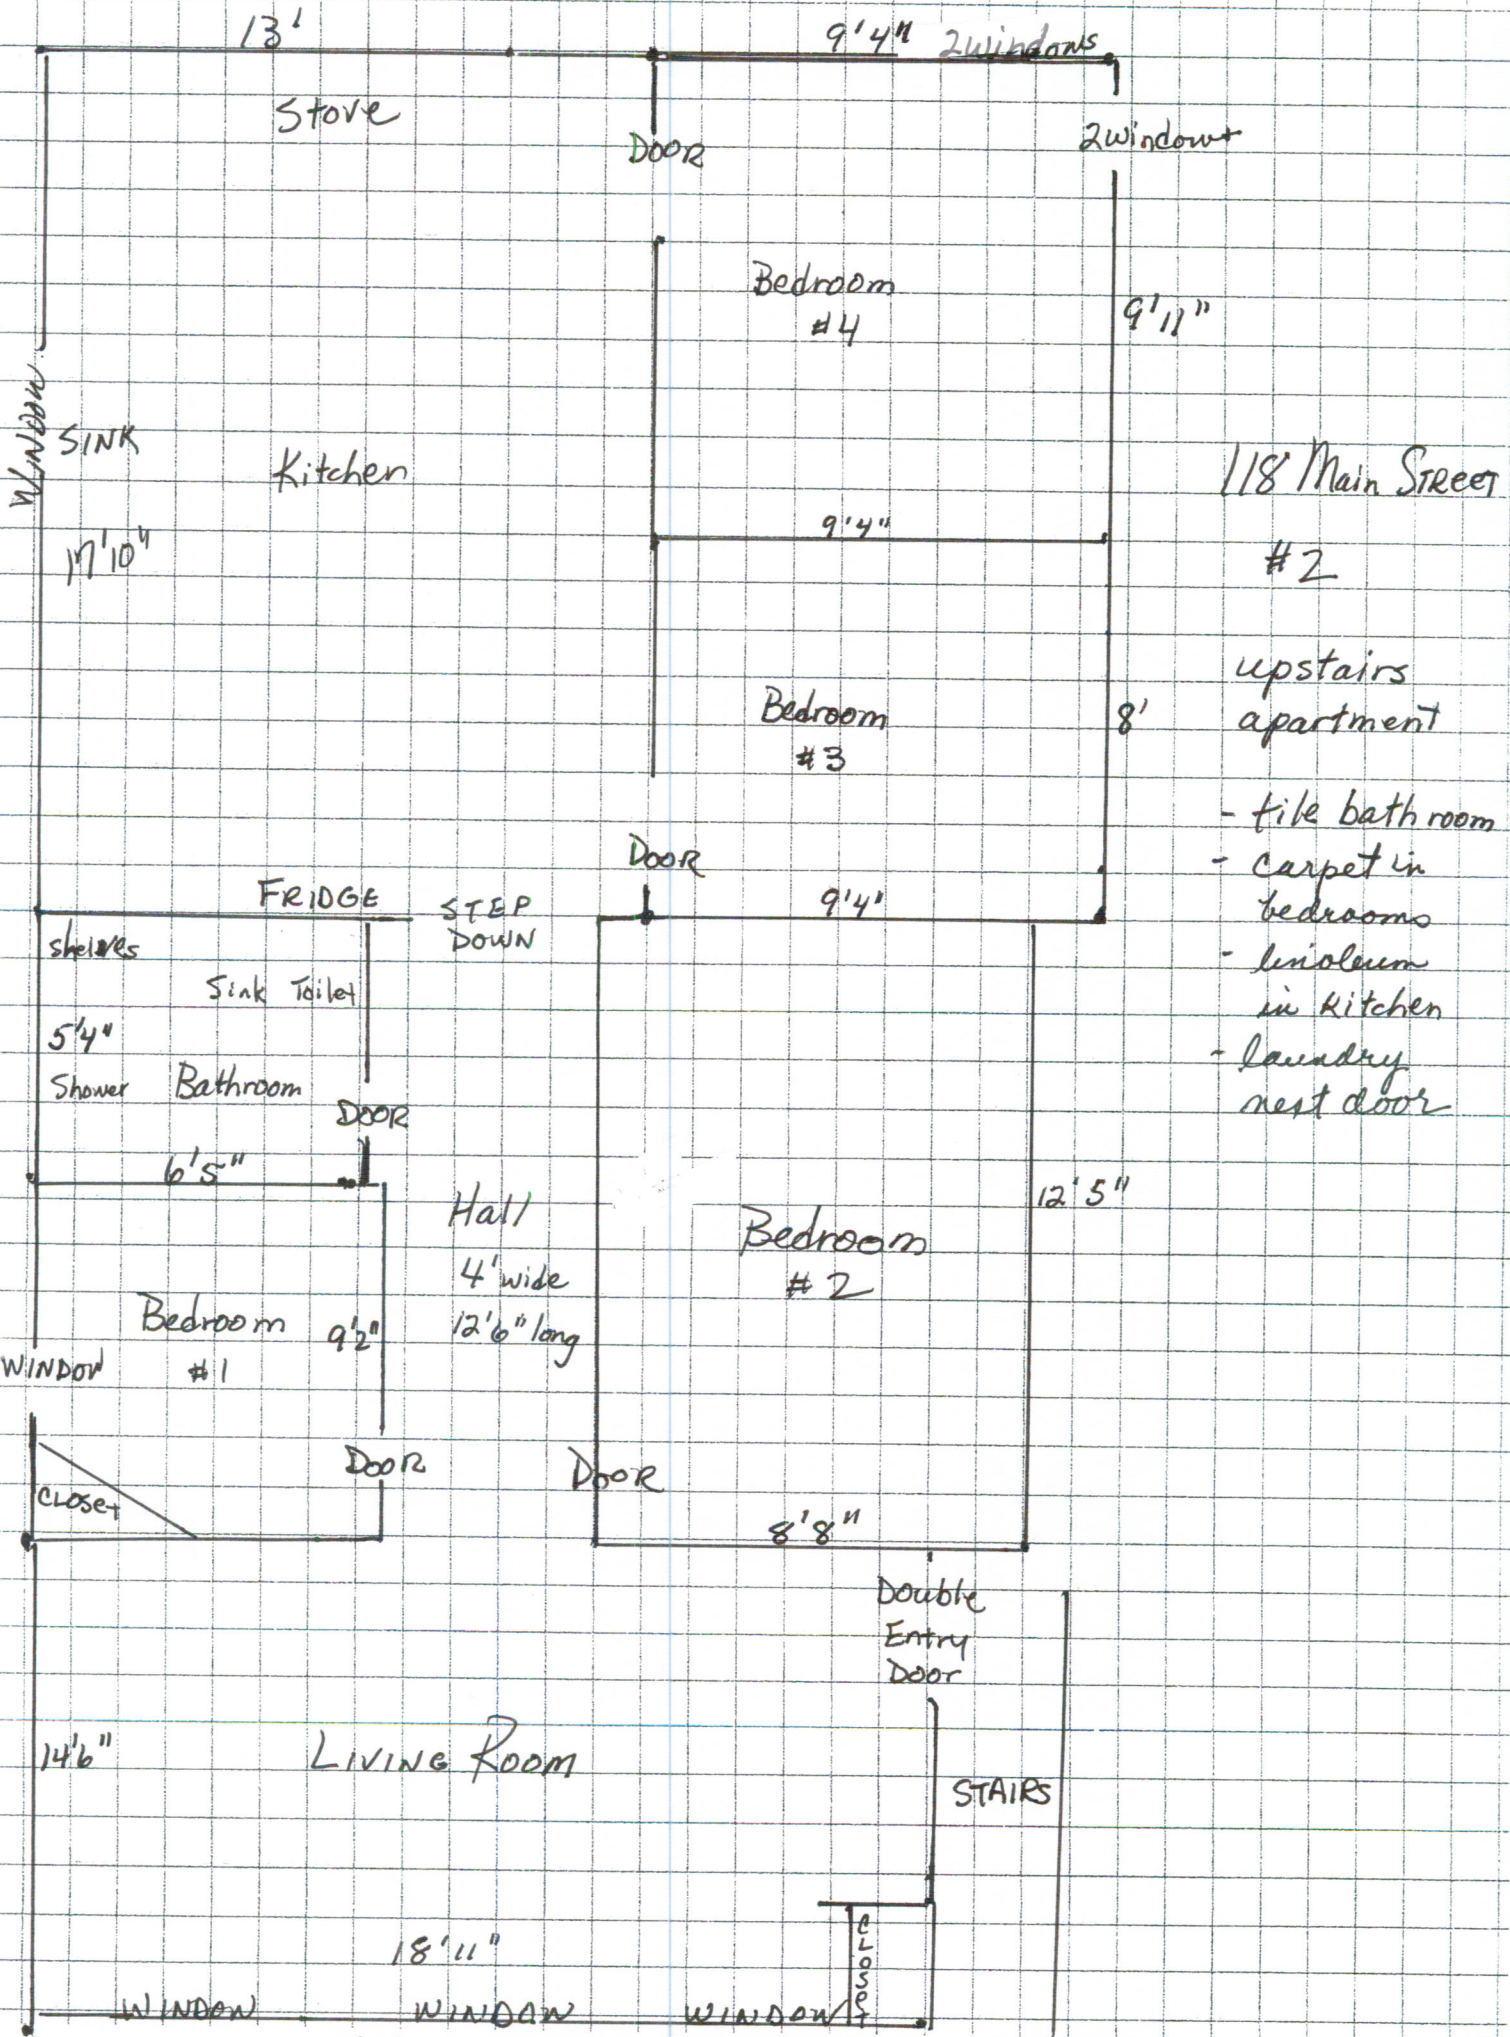 13'
9'4" 2windows
Stove
DOOR
2windows
Bedroom
#4
9'11"
WINDOW
SINK
Kitchen
118 Main STREET
9'4"
17'10"
#2
upstairs
apartment
Bedroom
#3
8'
- tile bathroom
- carpet in
bedrooms
- linoleum
in kitchen
- laundry
next door
DOOR
FRIDGE
STEP
DOWN
9'4"
shelves
Sink Toilet
5'4"
Shower Bathroom
DOOR
6'5"
Hall
4' wide
12'6" long
12'5"
Bedroom
#2
Bedroom
#1
9'2"
WINDOW
DOOR
DOOR
CLOSET
8'8"
Double
Entry
Door
14'6"
LIVING ROOM
STAIRS
CLOSET
18'11"
WINDOW WINDOW WINDOW